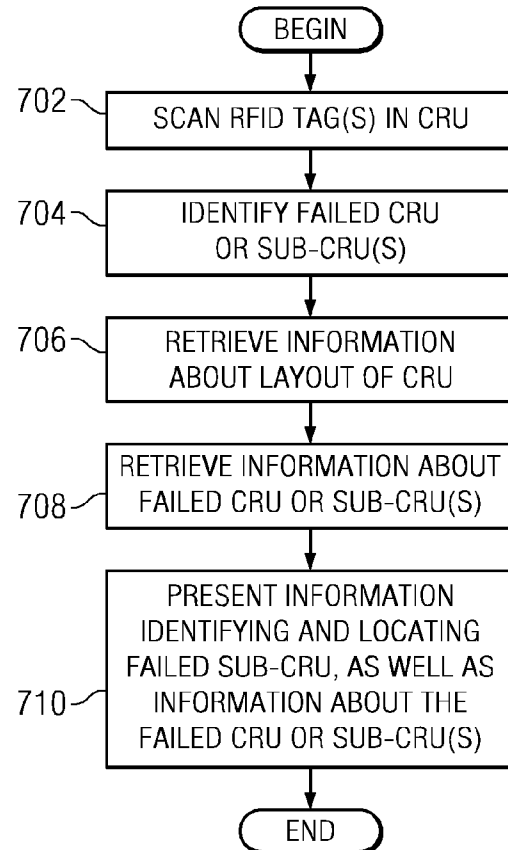 BEGIN
702
SCAN RFID TAG(S) IN CRU
704
IDENTIFY FAILED CRU
OR SUB-CRU(S)
706
RETRIEVE INFORMATION
ABOUT LAYOUT OF CRU
708
RETRIEVE INFORMATION ABOUT
FAILED CRU OR SUB-CRU(S)
710
PRESENT INFORMATION
IDENTIFYING AND LOCATING
FAILED SUB-CRU, AS WELL AS
INFORMATION ABOUT THE
FAILED CRU OR SUB-CRU(S)
END